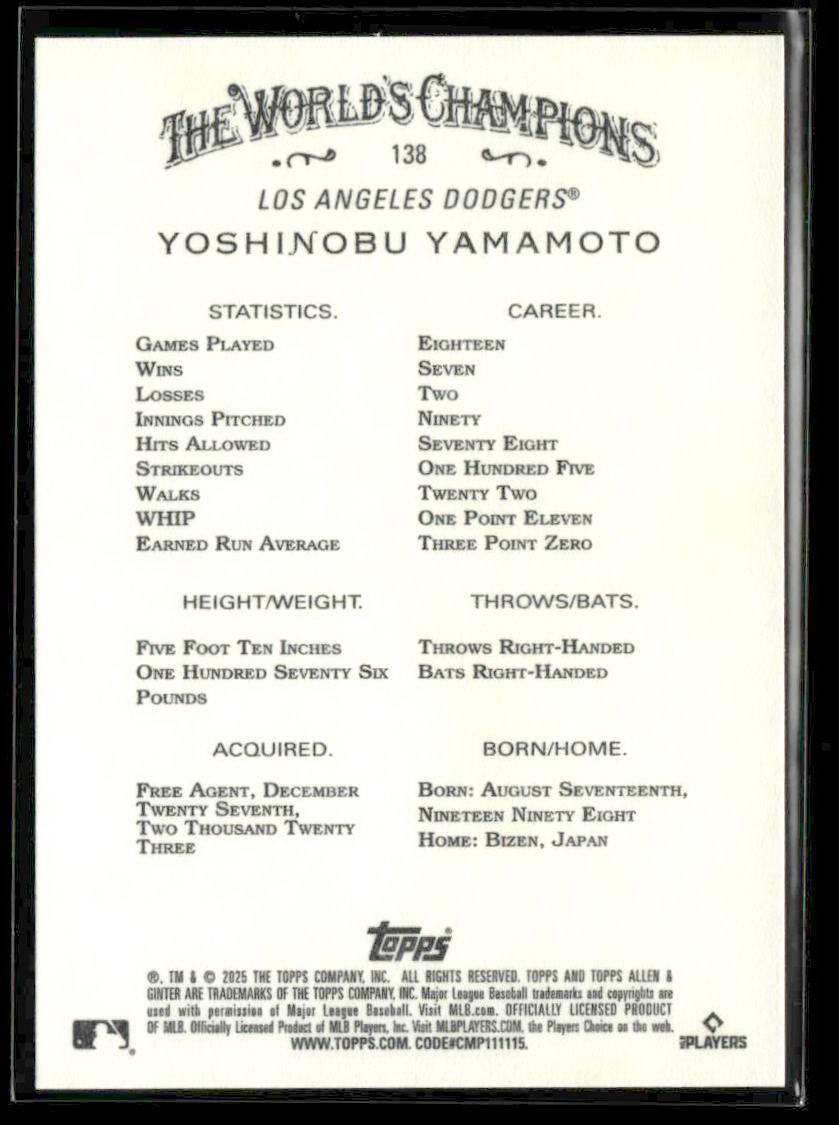 THE WORLD'S CHAMPIONS
138
LOS ANGELES DODGERS®
YOSHINOBU YAMAMOTO
STATISTICS. CAREER.
GAMES PLAYED EIGHTEEN
WINS SEVEN
LOSSES TWO
INNINGS PITCHED NINETY
HITS ALLOWED SEVENTY EIGHT
STRIKEOUTS ONE HUNDRED FIVE
WALKS TWENTY TWO
WHIP ONE POINT ELEVEN
EARNED RUN AVERAGE THREE POINT ZERO
HEIGHT/WEIGHT. THROWS/BATS.
FIVE FOOT TEN INCHES THROWS RIGHT-HANDED
ONE HUNDRED SEVENTY SIX BATS RIGHT-HANDED
POUNDS
ACQUIRED. BORN/HOME.
FREE AGENT, DECEMBER
TWENTY SEVENTH,
TWO THOUSAND TWENTY
THREE
BORN: AUGUST SEVENTEENTH,
NINETEEN NINETY EIGHT
HOME: BIZEN, JAPAN
topps
®, TM & © 2025 THE TOPPS COMPANY, INC. ALL RIGHTS RESERVED. TOPPS AND TOPPS ALLEN &
GINTER ARE TRADEMARKS OF THE TOPPS COMPANY, INC. Major League Baseball trademarks and copyrights are
used with permission of Major League Baseball. Visit MLB.com. OFFICIALLY LICENSED PRODUCT
OF MLB. Officially Licensed Product of MLB Players, Inc. Visit MLBPLAYERS.COM, the Players Choice on the web.
WWW.TOPPS.COM. CODE#CMP111115.
®
PLAYERS